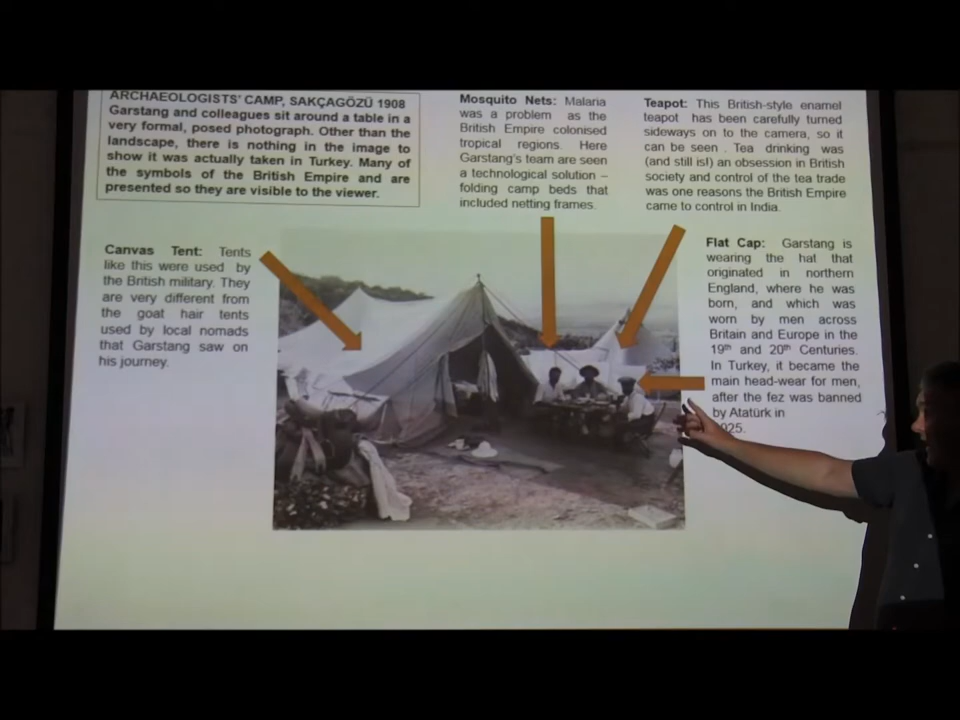 ARCHAEOLOGISTS' CAMP, SAKÇAGÖZÜ 1908
Garstang and colleagues sit around a table in a
very formal, posed photograph. Other than the
landscape, there is nothing in the image to
show it was actually taken in Turkey. Many of
the symbols of the British Empire and are
presented so they are visible to the viewer.
Mosquito Nets: Malaria
was a problem as the
British Empire colonised
tropical regions. Here
Garstang's team are seen
a technological solution –
folding camp beds that
included netting frames.
Teapot: This British-style enamel
teapot has been carefully turned
sideways on to the camera, so it
can be seen . Tea drinking was
(and still is!) an obsession in British
society and control of the tea trade
was one reasons the British Empire
came to control in India.
Canvas Tent: Tents
like this were used by
the British military. They
are very different from
the goat hair tents
used by local nomads
that Garstang saw on
his journey.
Flat Cap: Garstang is
wearing the hat that
originated in northern
England, where he was
born, and which was
worn by men across
Britain and Europe in the
19th and 20th Centuries.
In Turkey, it became the
main head-wear for men,
after the fez was banned
by Atatürk in